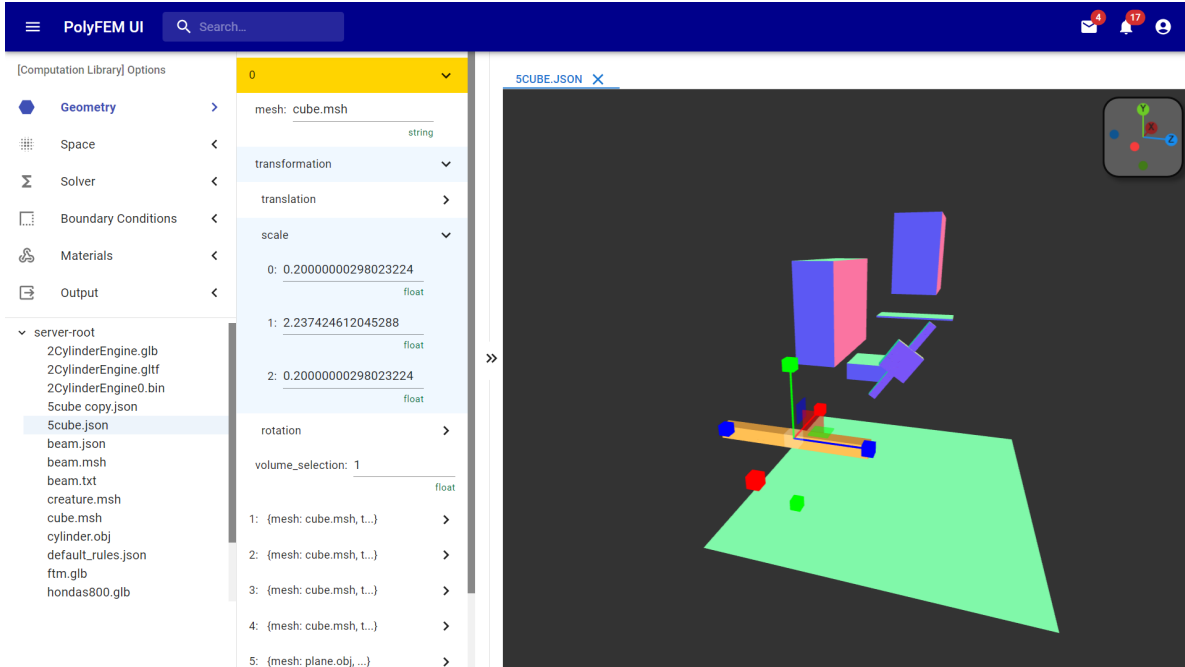 PolyFEM UI
Search…
4
17
[Computation Library] Options
Geometry
Space
Solver
Boundary Conditions
Materials
Output
server-root
2CylinderEngine.glb
2CylinderEngine.gltf
2CylinderEngine0.bin
5cube copy.json
5cube.json
beam.json
beam.msh
beam.txt
creature.msh
cube.msh
cylinder.obj
default_rules.json
ftm.glb
hondas800.glb
0
mesh: cube.msh
string
transformation
translation
scale
0: 0.20000000298023224
float
1: 2.237424612045288
float
2: 0.20000000298023224
float
rotation
volume_selection: 1
float
1: {mesh: cube.msh, t...}
2: {mesh: cube.msh, t...}
3: {mesh: cube.msh, t...}
4: {mesh: cube.msh, t...}
5: {mesh: plane.obj, ...}
5CUBE.JSON
Y
X
Z